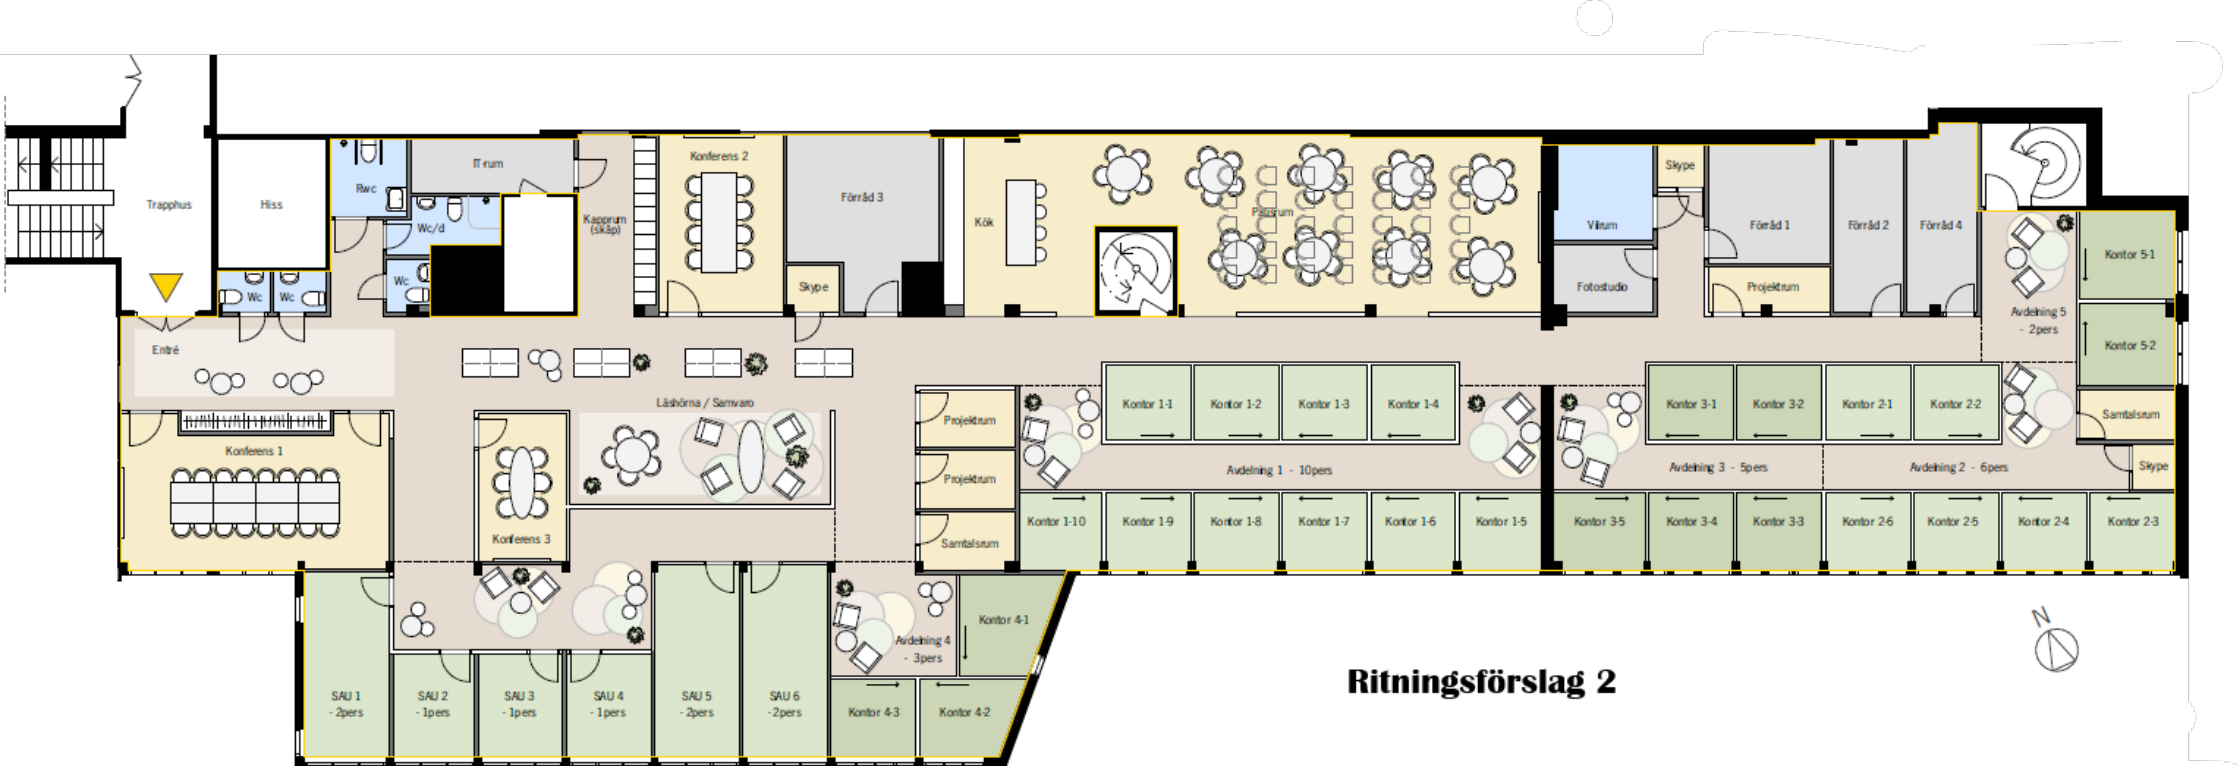 Trapphus
Hiss
Rwc
IT-rum
Wc/d
Wc
Wc
Wc
Kapprum
(skåp)
Konferens 2
Förråd 3
Skype
Kök
Pausrum
Vilrum
Fotostudio
Skype
Förråd 1
Projektrum
Förråd 2
Förråd 4
Avdelning 5
- 2pers
Kontor 5-1
Kontor 5-2
Samtalsrum
Skype
Entré
Läshörna / Samvaro
Konferens 1
Konferens 3
Projektrum
Projektrum
Samtalsrum
Kontor 1-1
Kontor 1-2
Kontor 1-3
Kontor 1-4
Avdelning 1 - 10pers
Kontor 1-10
Kontor 1-9
Kontor 1-8
Kontor 1-7
Kontor 1-6
Kontor 1-5
Kontor 3-1
Kontor 3-2
Kontor 2-1
Kontor 2-2
Avdelning 3 - 5pers
Avdelning 2 - 6pers
Kontor 3-5
Kontor 3-4
Kontor 3-3
Kontor 2-6
Kontor 2-5
Kontor 2-4
Kontor 2-3
SAU 1
- 2pers
SAU 2
- 1pers
SAU 3
- 1pers
SAU 4
- 1pers
SAU 5
- 2pers
SAU 6
- 2pers
Avdelning 4
- 3pers
Kontor 4-1
Kontor 4-3
Kontor 4-2
Ritningsförslag 2
N